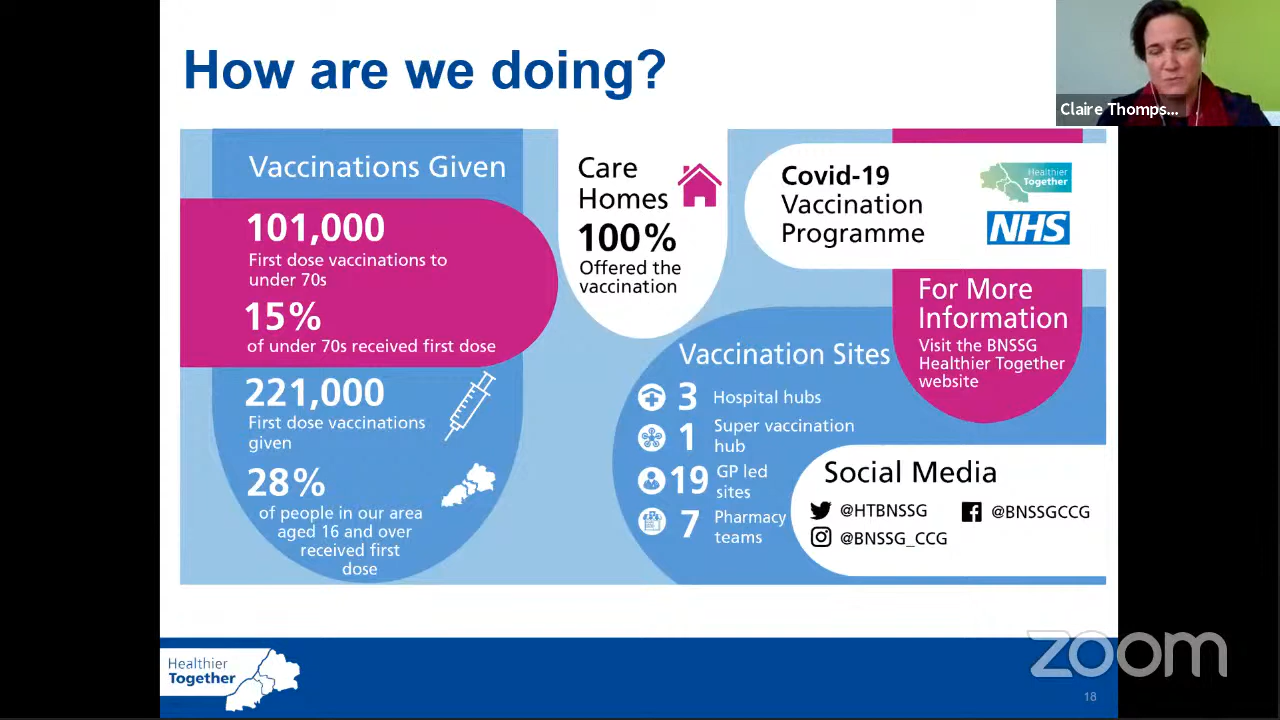 How are we doing?
Claire Thomps...
Vaccinations Given
101,000
First dose vaccinations to
under 70s
15%
of under 70s received first dose
221,000
First dose vaccinations
given
28%
of people in our area
aged 16 and over
received first
dose
Care
Homes
100%
Offered the
vaccination
Covid-19
Vaccination
Programme
Healthier
Together
NHS
For More
Information
Visit the BNSSG
Healthier Together
website
Vaccination Sites
3 Hospital hubs
1 Super vaccination
hub
19 GP led
sites
7 Pharmacy
teams
Social Media
@HTBNSSG
@BNSSGCCG
@BNSSG_CCG
Healthier
Together
zoom
18